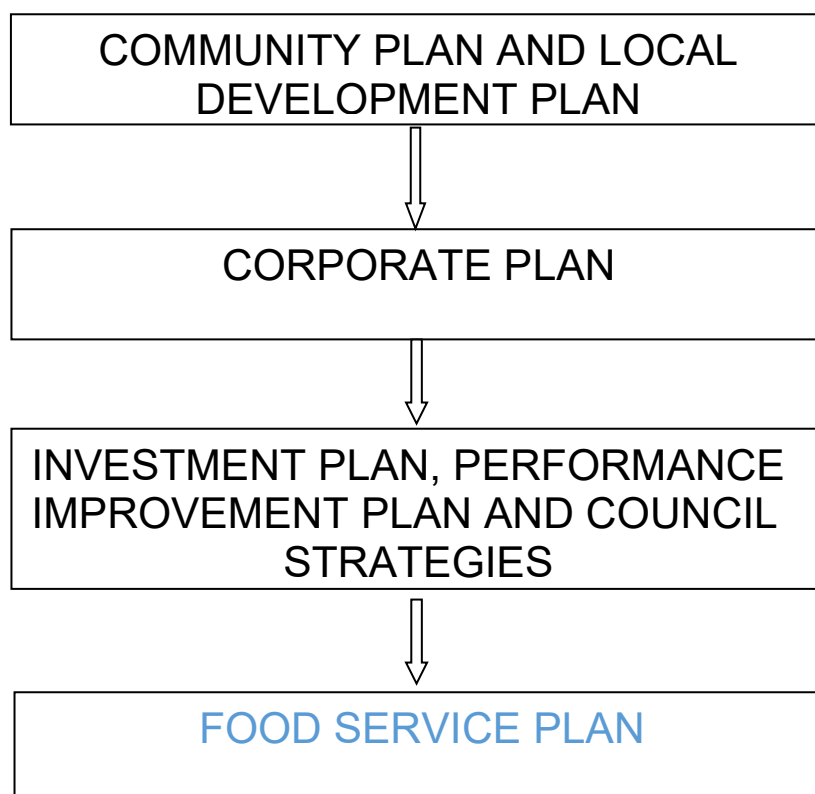 COMMUNITY PLAN AND LOCAL
DEVELOPMENT PLAN
CORPORATE PLAN
INVESTMENT PLAN, PERFORMANCE
IMPROVEMENT PLAN AND COUNCIL
STRATEGIES
FOOD SERVICE PLAN